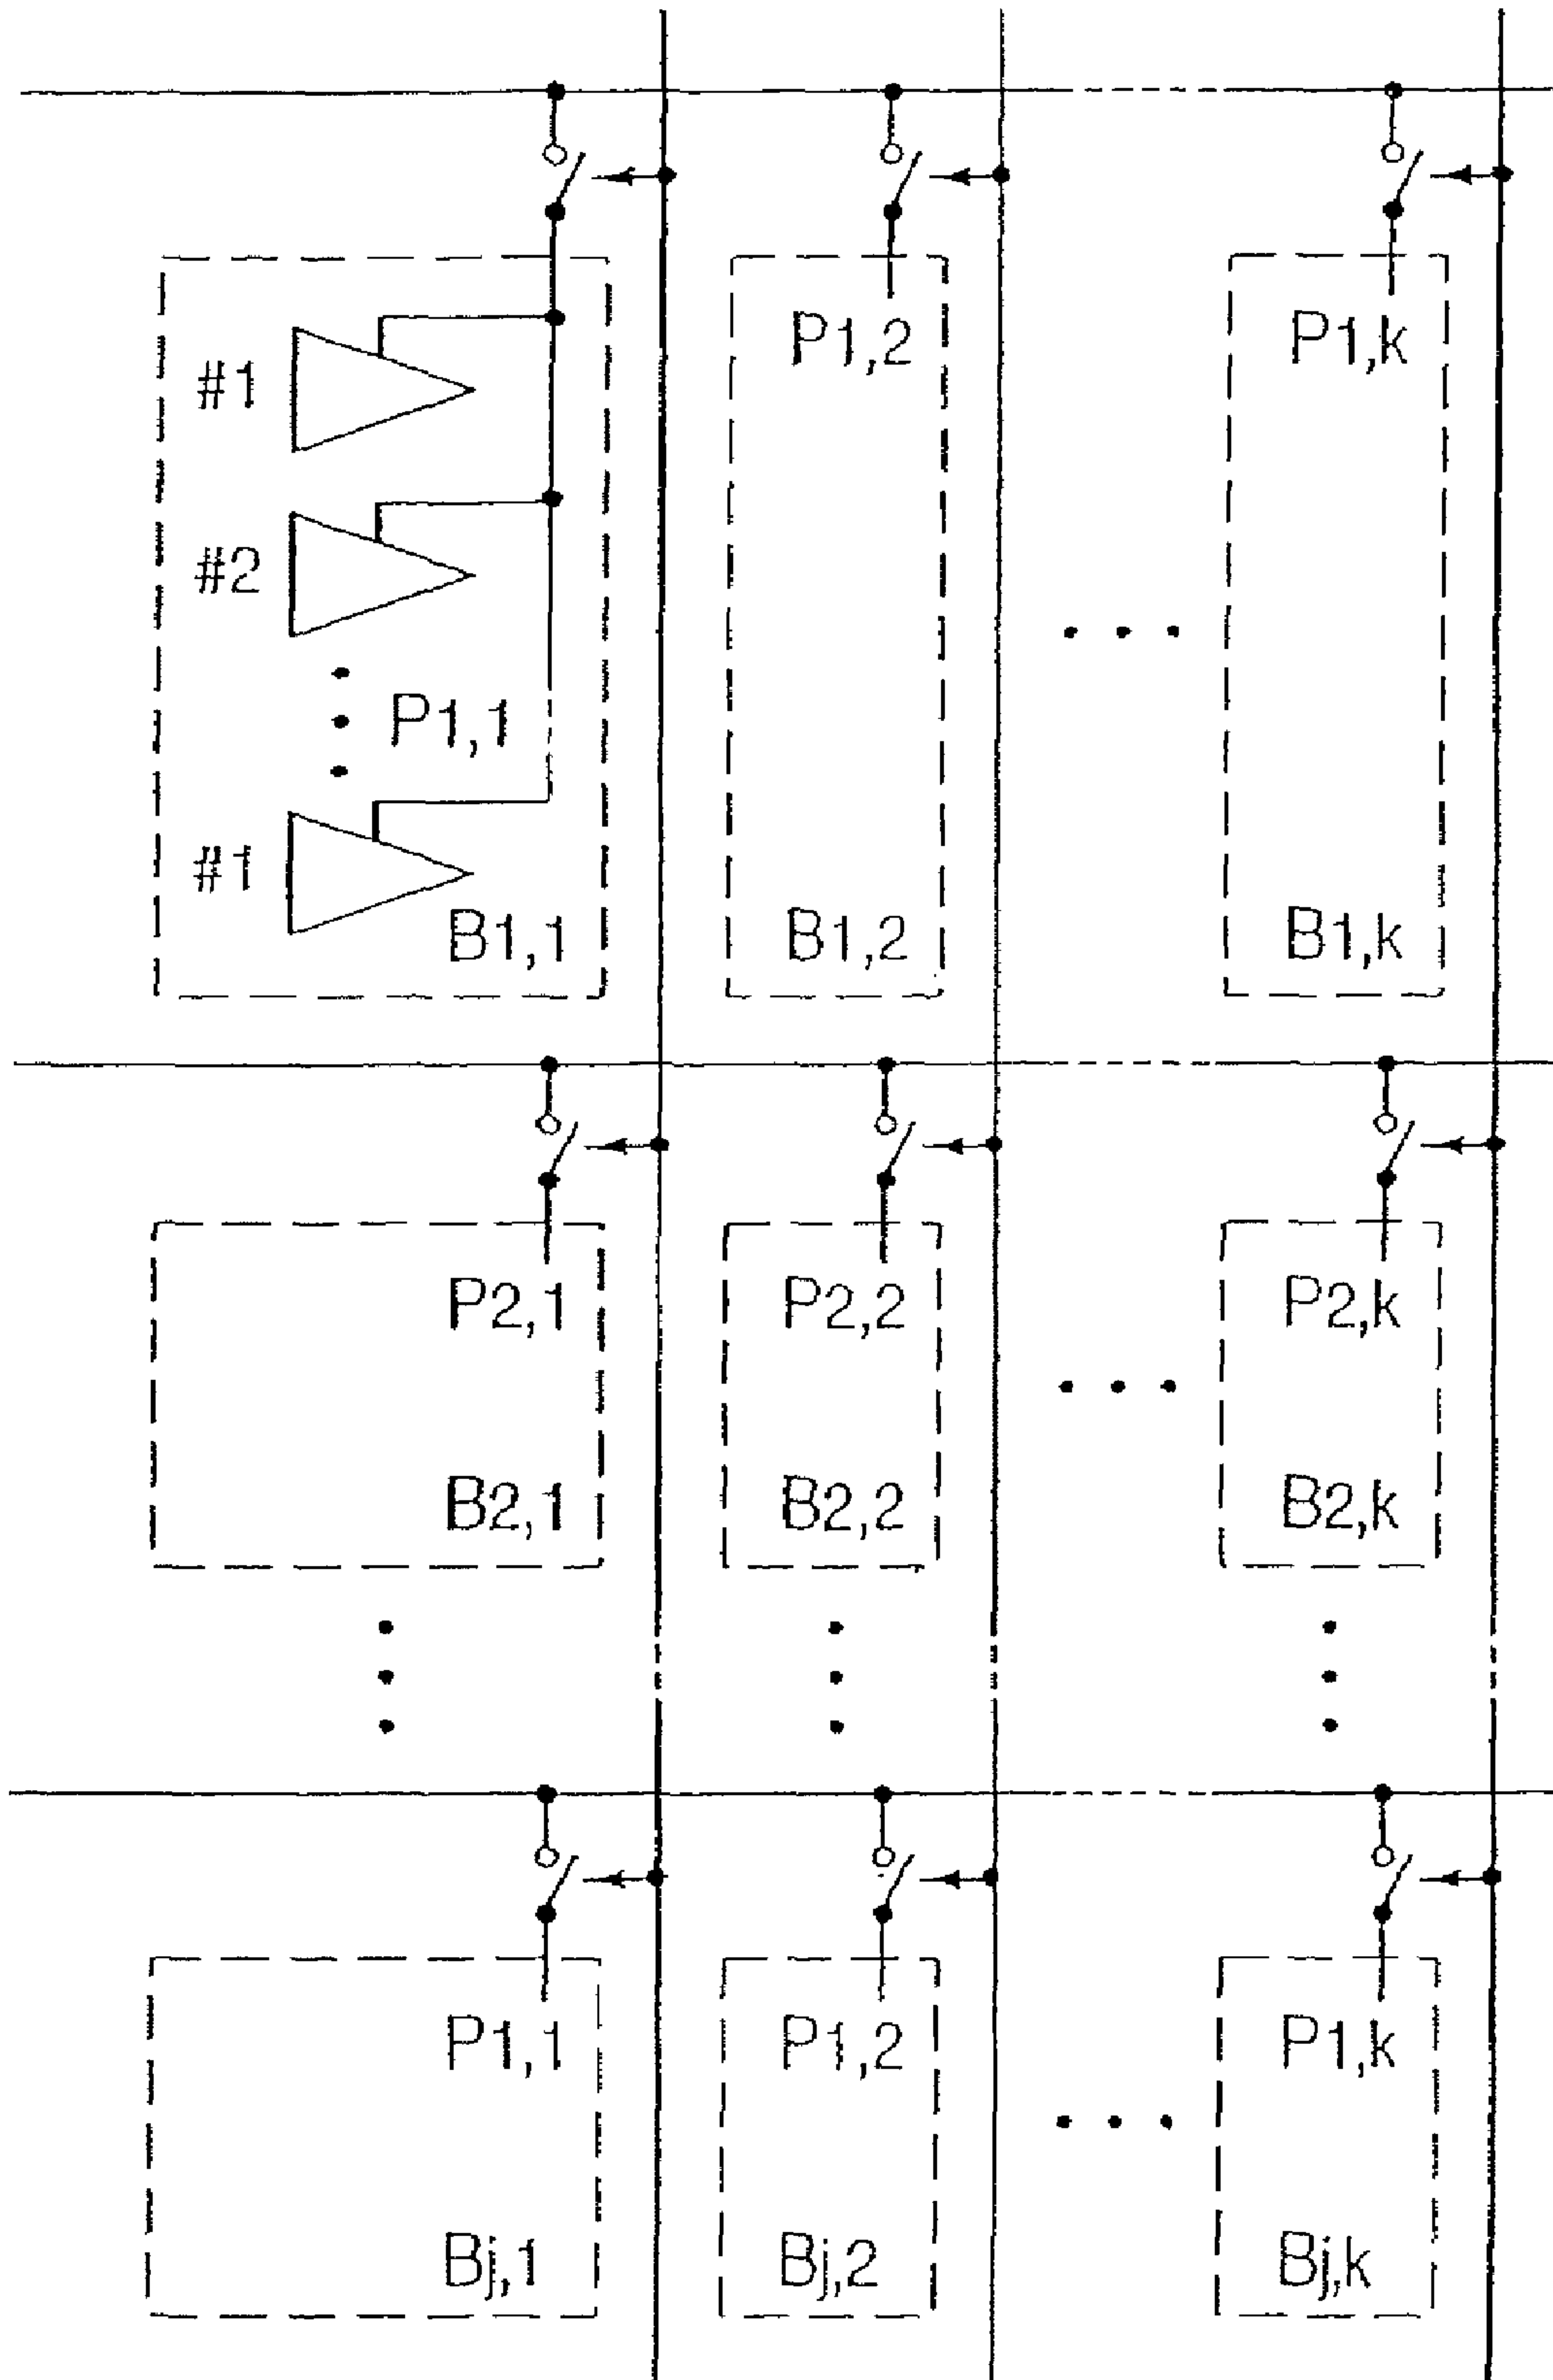 P1,2 P1,k
#1
#2
P1,1
#1
B1,1 B1,2 B1,k
P2,1 P2,2 P2,k
B2,1 B2,2 B2,k
P1,1 P1,2 P1,k
Bj,1 Bj,2 Bj,k